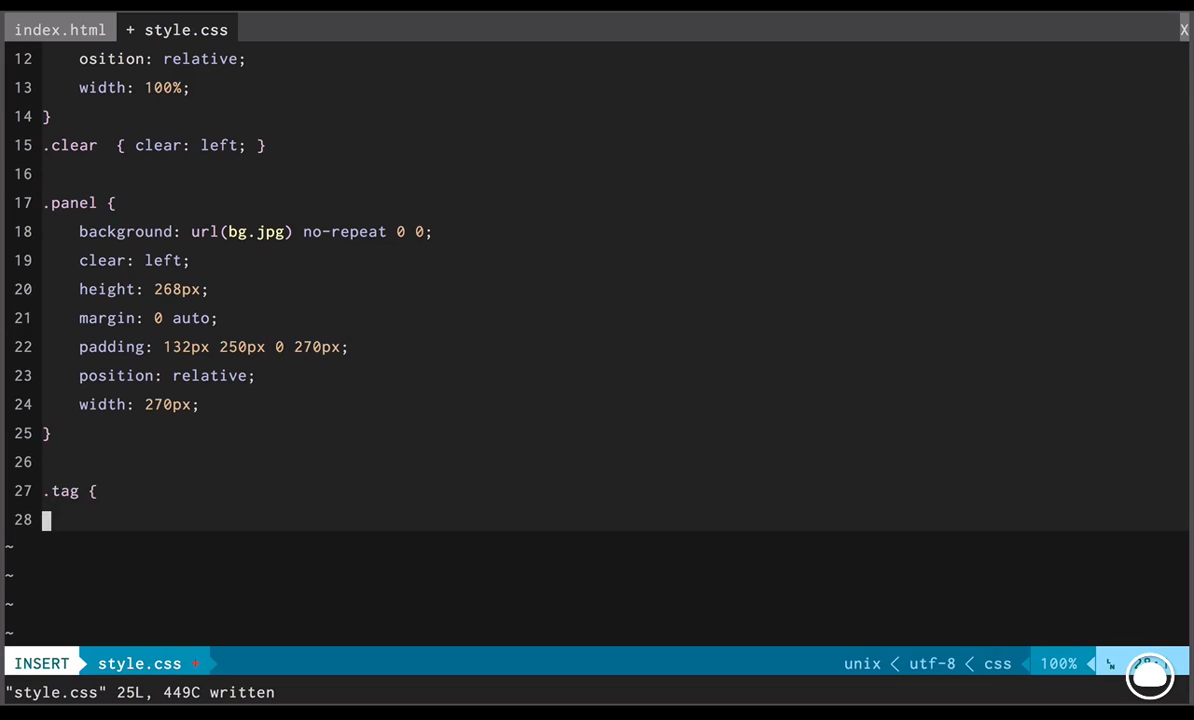 index.html + style.css X
12 osition: relative;
13 width: 100%;
14 }
15 .clear { clear: left; }
16
17 .panel {
18 background: url(bg.jpg) no-repeat 0 0;
19 clear: left;
20 height: 268px;
21 margin: 0 auto;
22 padding: 132px 250px 0 270px;
23 position: relative;
24 width: 270px;
25 }
26
27 .tag {
28
~
~
~
~
INSERT style.css * unix < utf-8 < css 100%
"style.css" 25L, 449C written